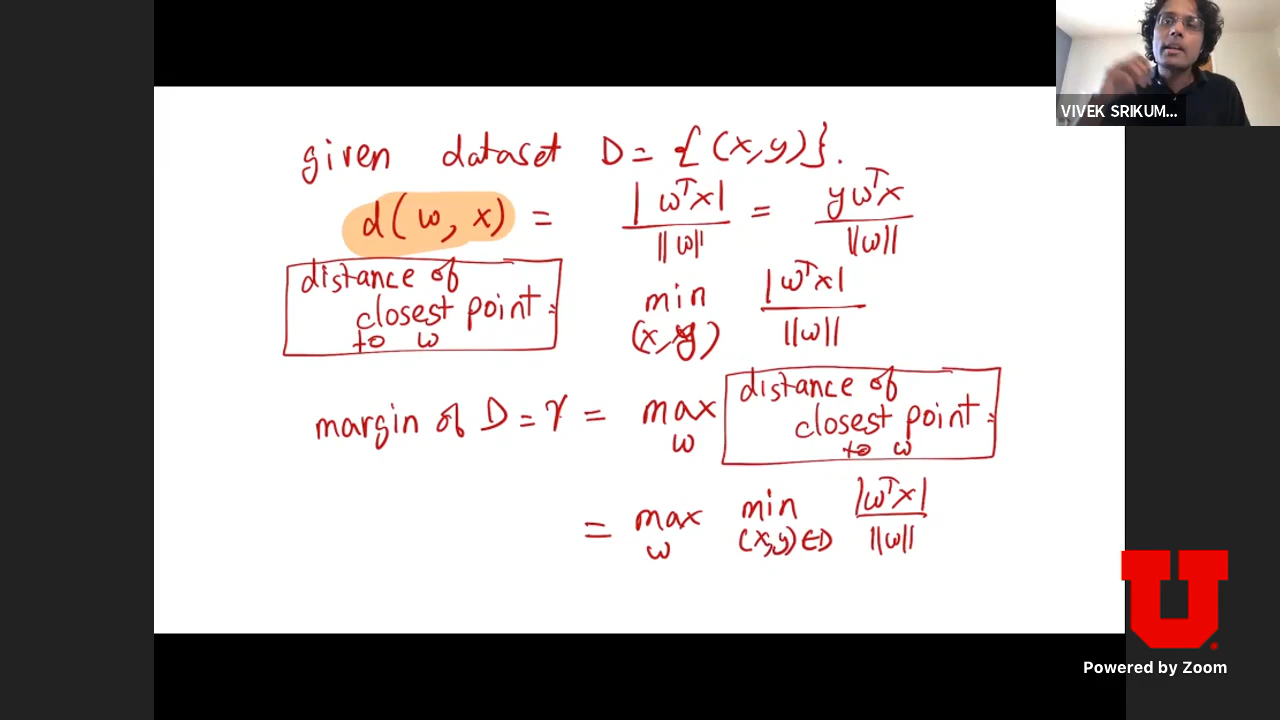 VIVEK SRIKUM...
given dataset D = {(x,y)}.
d(w, x) = |wᵀx| / ||w|| = ywᵀx / ||w||
distance of
closest point =
to w
min (x, y) |wᵀx| / ||w||
margin of D = γ = max w
distance of
closest point =
to w
= max w min (x,y)∈D |wᵀx| / ||w||
U
Powered by Zoom